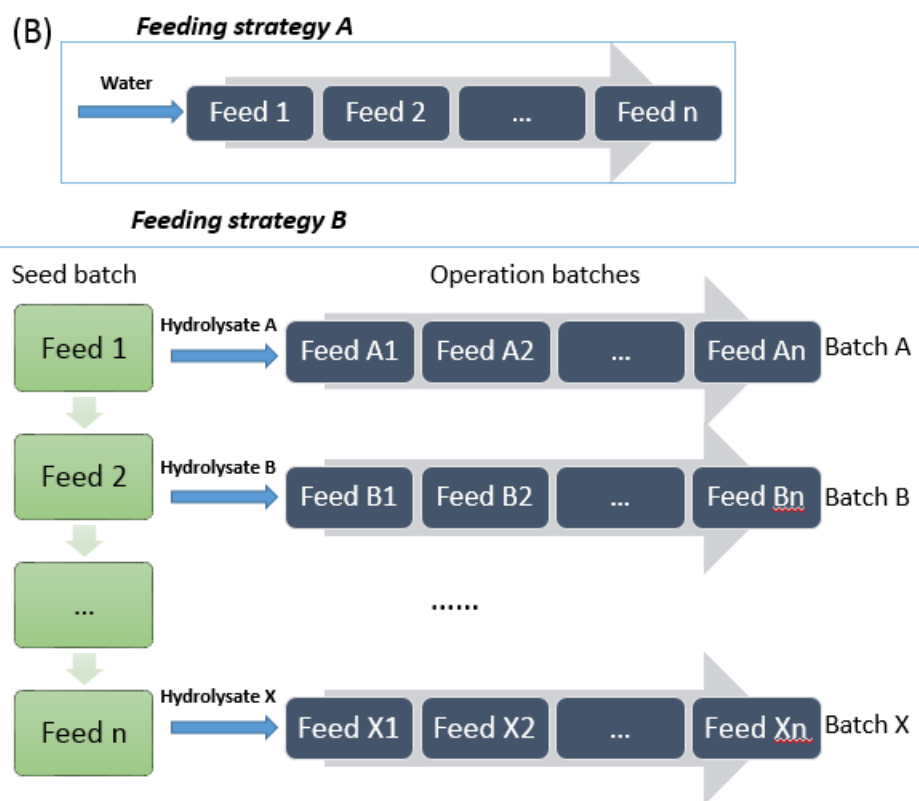 (B)
Feeding strategy A
Water
Feed 1 Feed 2 ... Feed n
Feeding strategy B
Seed batch Operation batches
Feed 1 Hydrolysate A Feed A1 Feed A2 ... Feed An Batch A
Feed 2 Hydrolysate B Feed B1 Feed B2 ... Feed Bn Batch B
... ......
Feed n Hydrolysate X Feed X1 Feed X2 ... Feed Xn Batch X